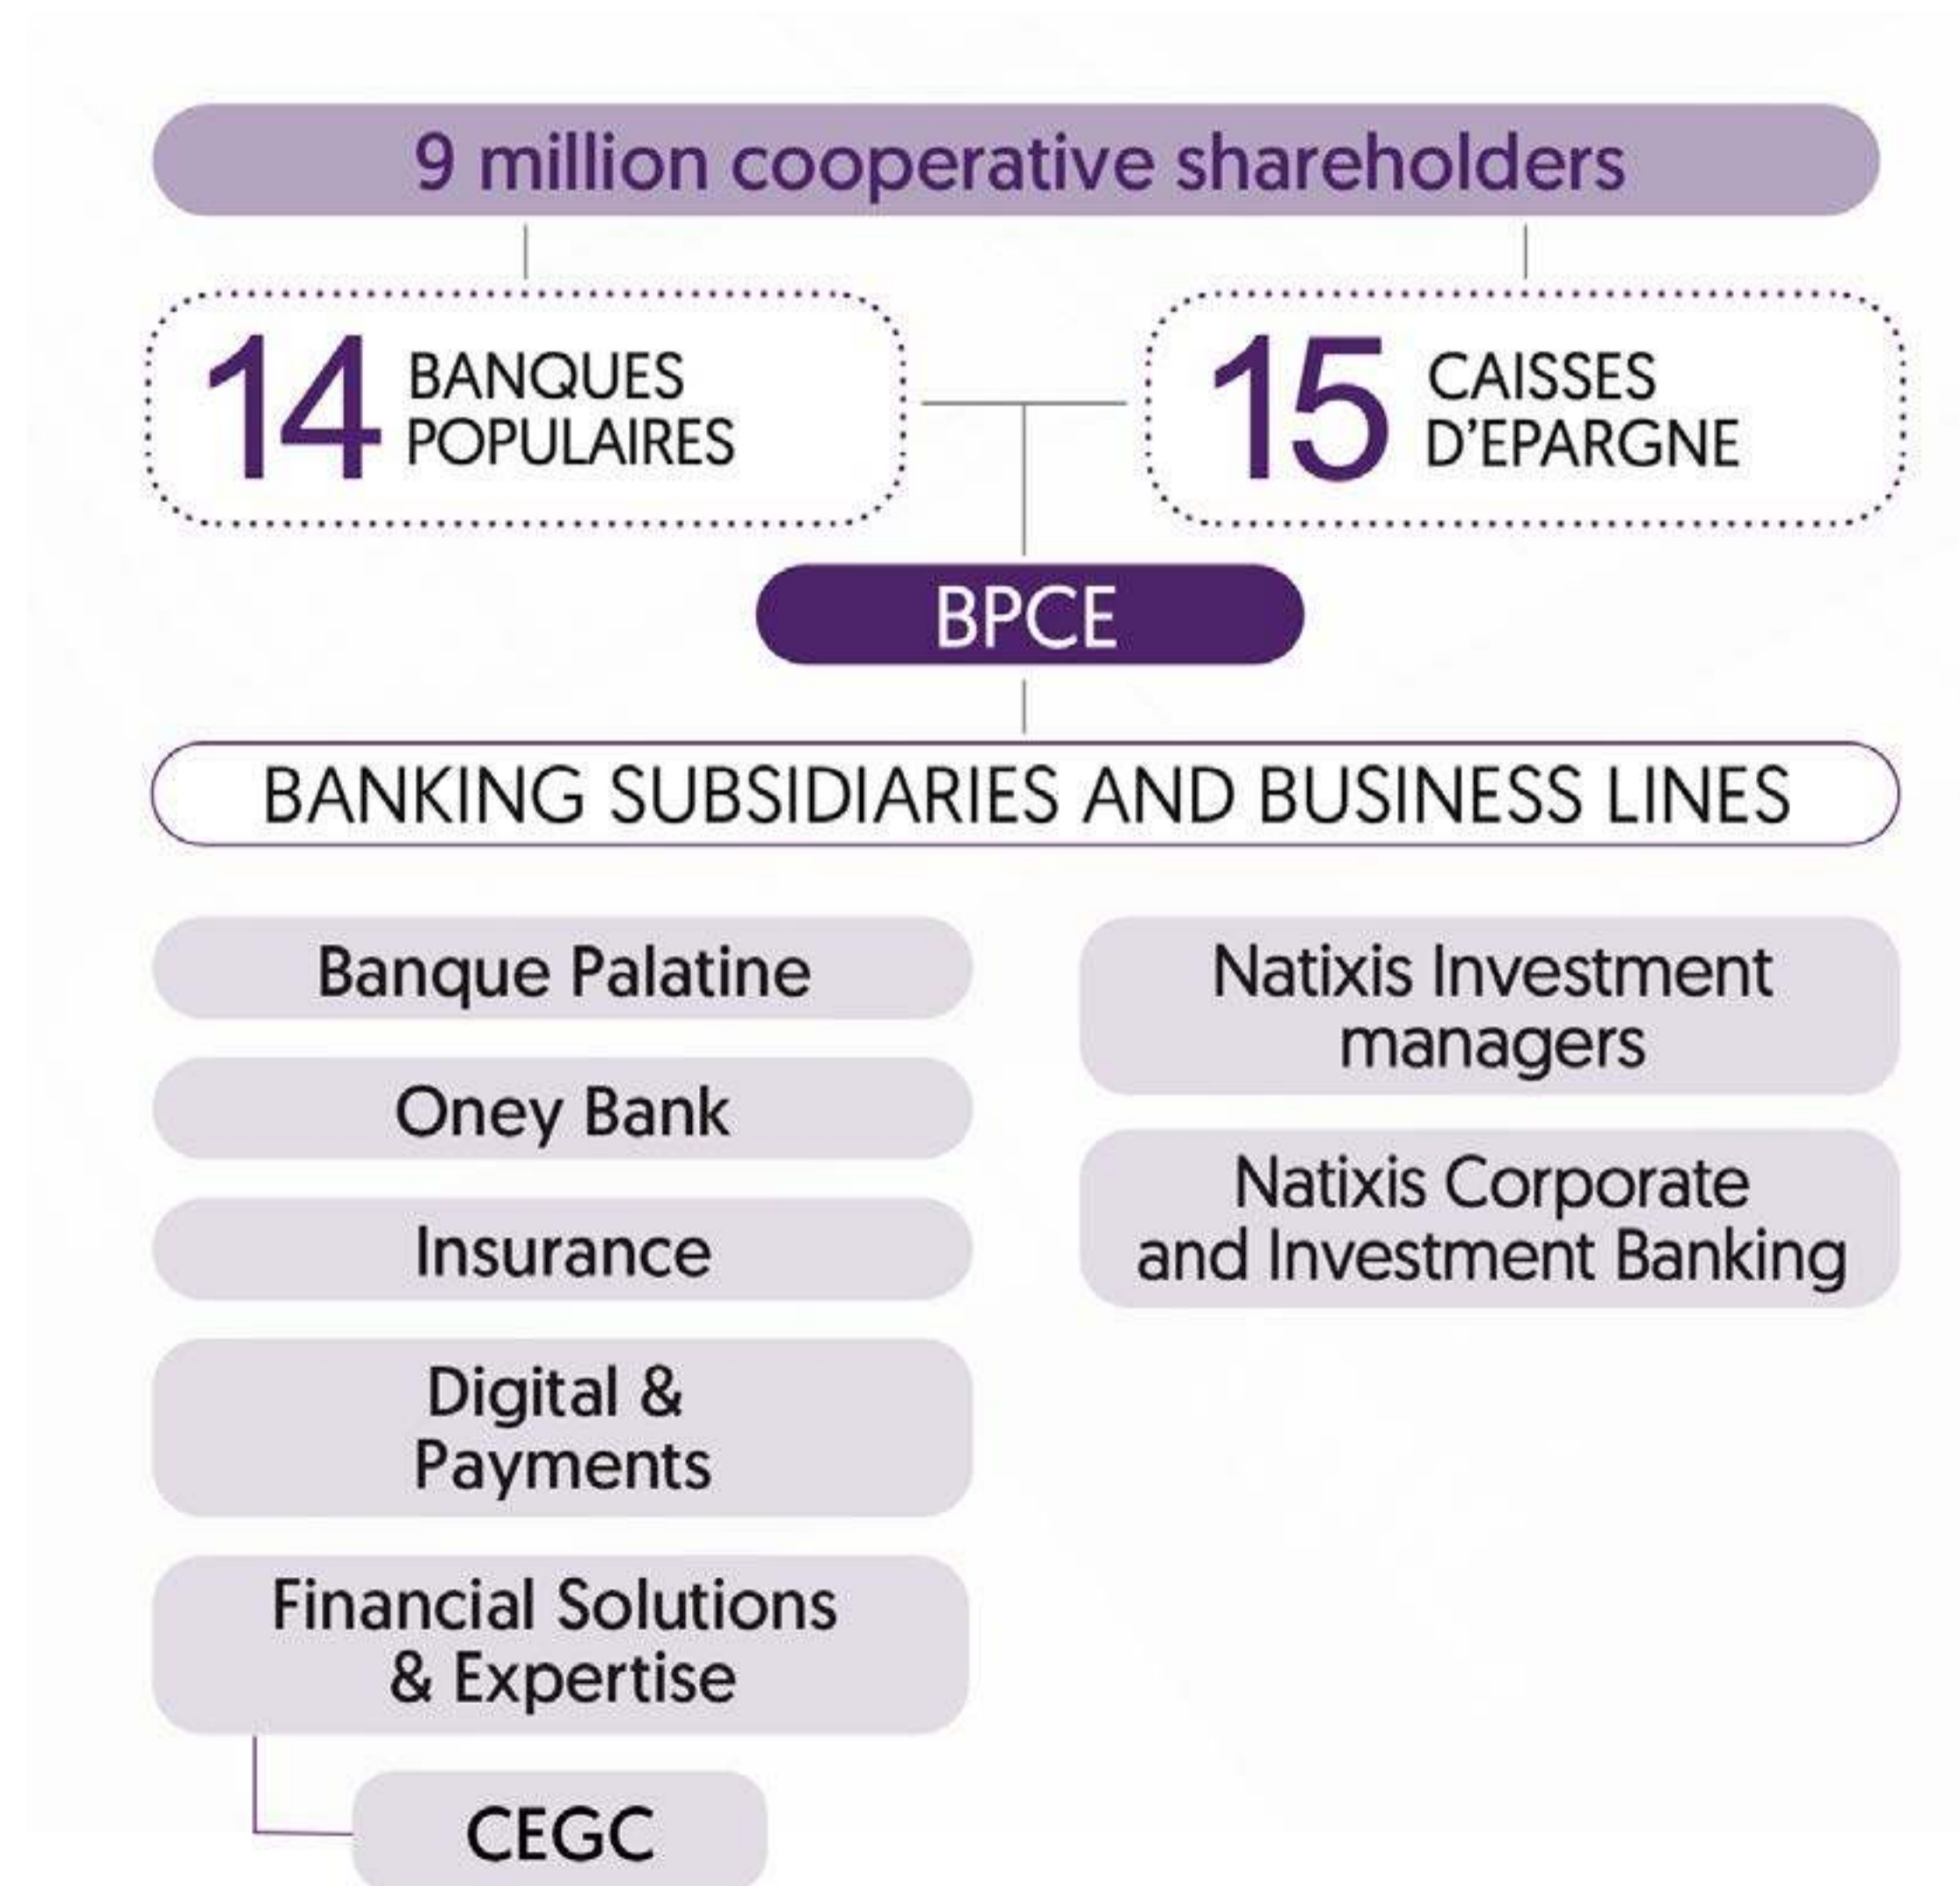 9 million cooperative shareholders
14
BANQUES
POPULAIRES
15
CAISSES
D'EPARGNE
BPCE
BANKING SUBSIDIARIES AND BUSINESS LINES
Banque Palatine
Oney Bank
Insurance
Digital &
Payments
Financial Solutions
& Expertise
CEGC
Natixis Investment
managers
Natixis Corporate
and Investment Banking